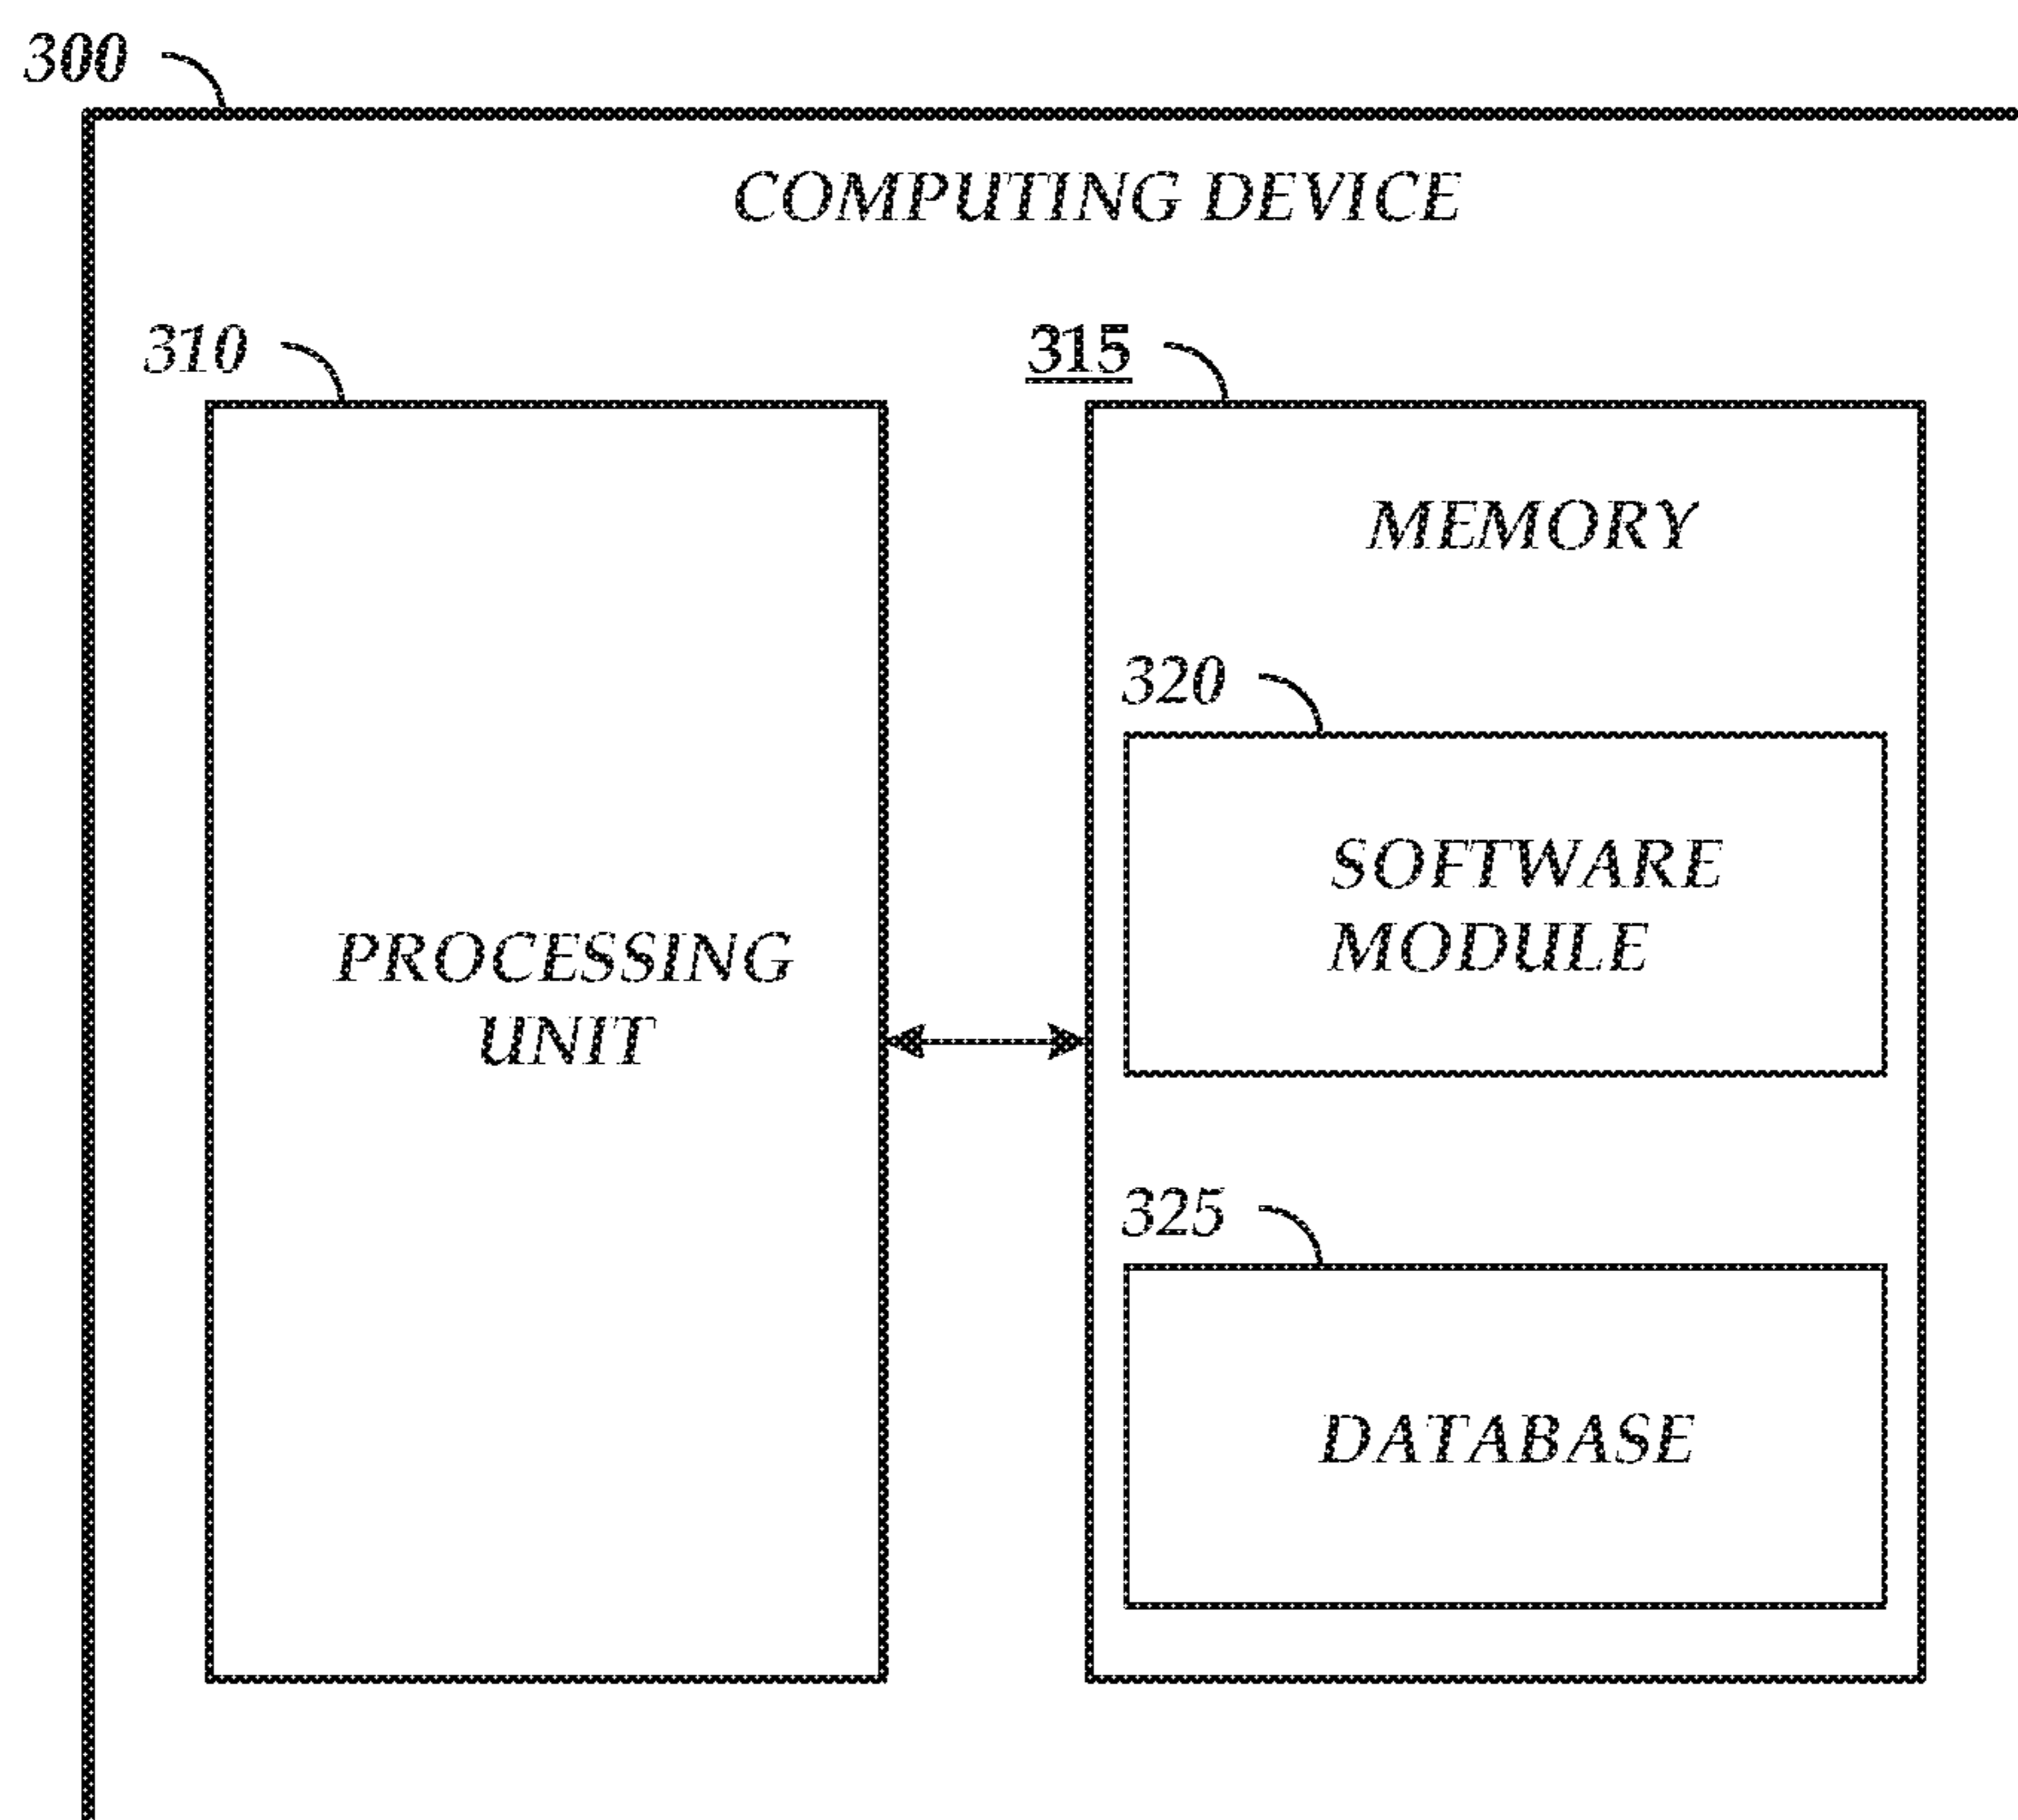 300
COMPUTING DEVICE
310
315
MEMORY
320
SOFTWARE
MODULE
PROCESSING
UNIT
325
DATABASE